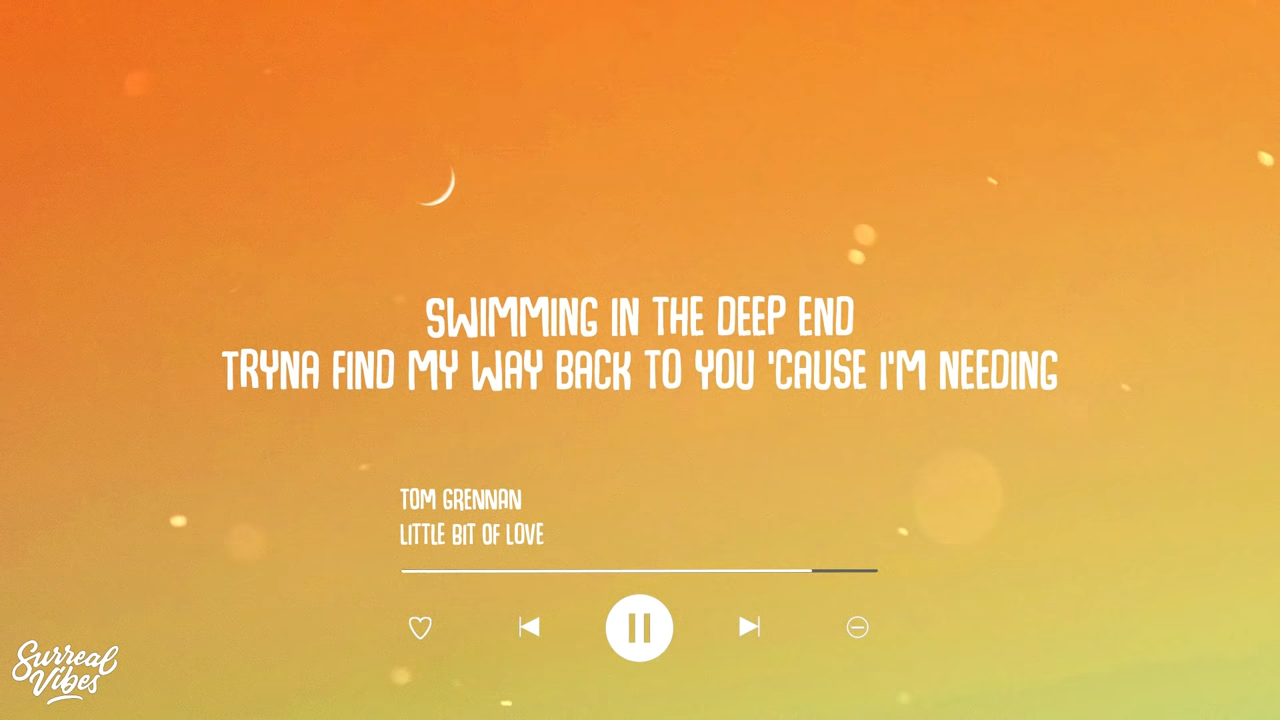 SWIMMING IN THE DEEP END
TRYNA FIND MY WAY BACK TO YOU 'CAUSE I'M NEEDING
TOM GRENNAN
LITTLE BIT OF LOVE
Surreal
Vibes